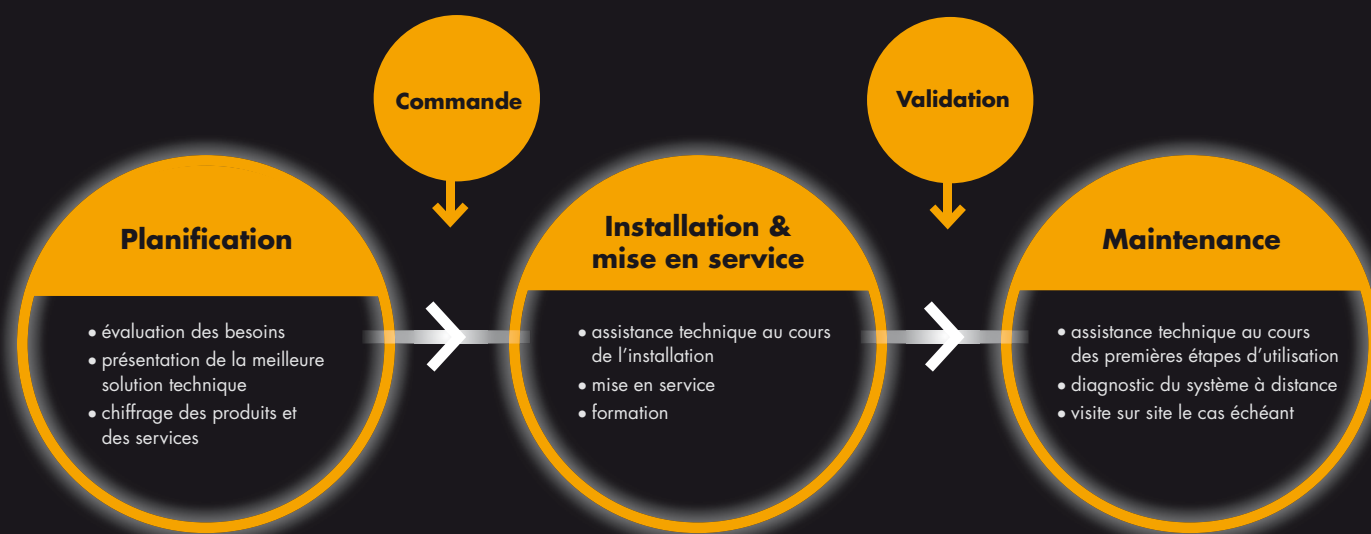 Commande
Validation
Planification
• évaluation des besoins
• présentation de la meilleure
solution technique
• chiffrage des produits et
des services
Installation &
mise en service
• assistance technique au cours
de l’installation
• mise en service
• formation
Maintenance
• assistance technique au cours
des premières étapes d’utilisation
• diagnostic du système à distance
• visite sur site le cas échéant